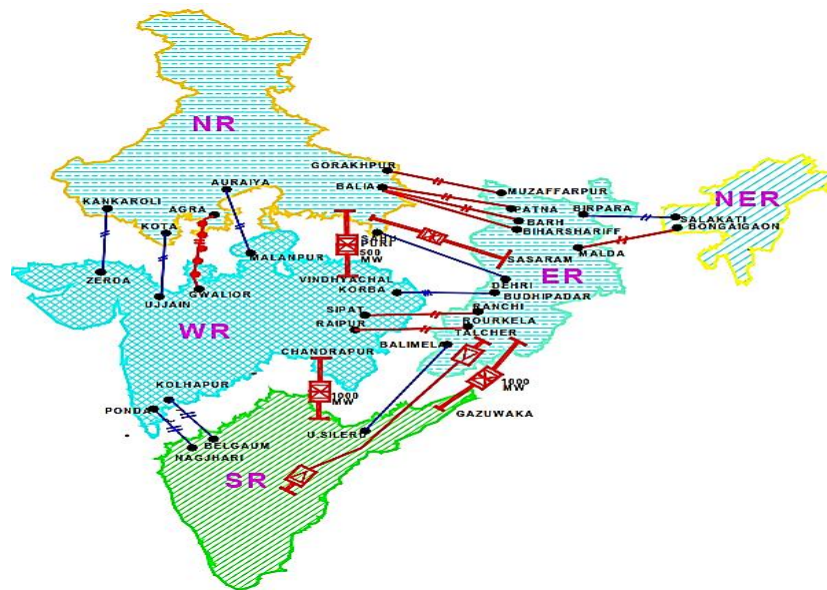 NR
GORAKHPUR
AURAIYA
BALIA
MUZAFFARPUR
NER
KANKAROLI
AGRA
PATNA
BIRPARA
BARH
SALAKATI
KOTA
BIHARSHARIFF
BONGAIGAON
PURI
500
MW
MALANPUR
SASARAM
MALDA
ER
ZERDA
VINDHYACHAL
DEHRI
GWALIOR
KORBA
BUDHIPADAR
UJJAIN
SIPAT
RANCHI
WR
RAIPUR
ROURKELA
TALCHER
BALIMELA
CHANDRAPUR
KOLHAPUR
1000
MW
1000
MW
PONDA
GAZUWAKA
U.SILERU
BELGAUM
NAGJHARI
SR